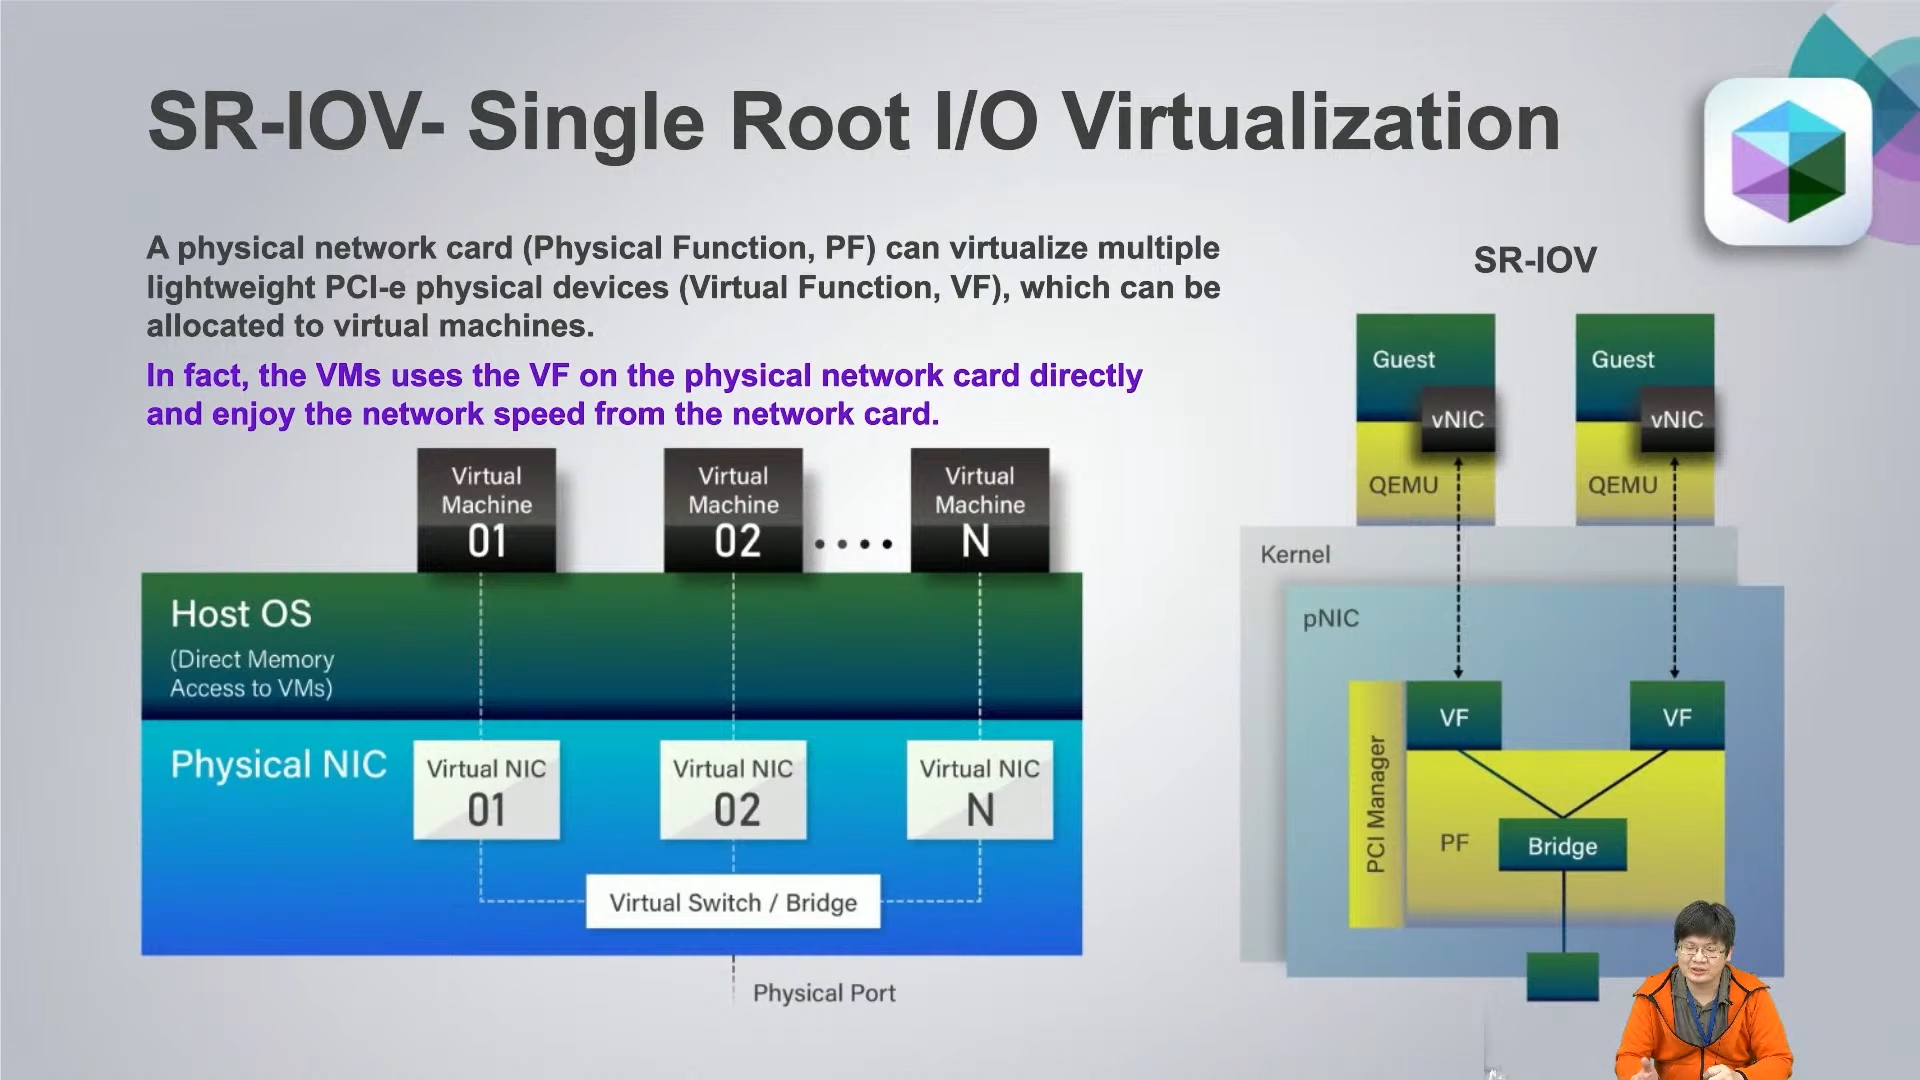 SR-IOV- Single Root I/O Virtualization
A physical network card (Physical Function, PF) can virtualize multiple
lightweight PCI-e physical devices (Virtual Function, VF), which can be
allocated to virtual machines.
In fact, the VMs uses the VF on the physical network card directly
and enjoy the network speed from the network card.
Virtual
Machine
01
Virtual
Machine
02
Virtual
Machine
N
Host OS
(Direct Memory
Access to VMs)
Physical NIC
Virtual NIC
01
Virtual NIC
02
Virtual NIC
N
Virtual Switch / Bridge
Physical Port
SR-IOV
Guest
vNIC
QEMU
Guest
vNIC
QEMU
Kernel
pNIC
VF
VF
PCI Manager
PF
Bridge